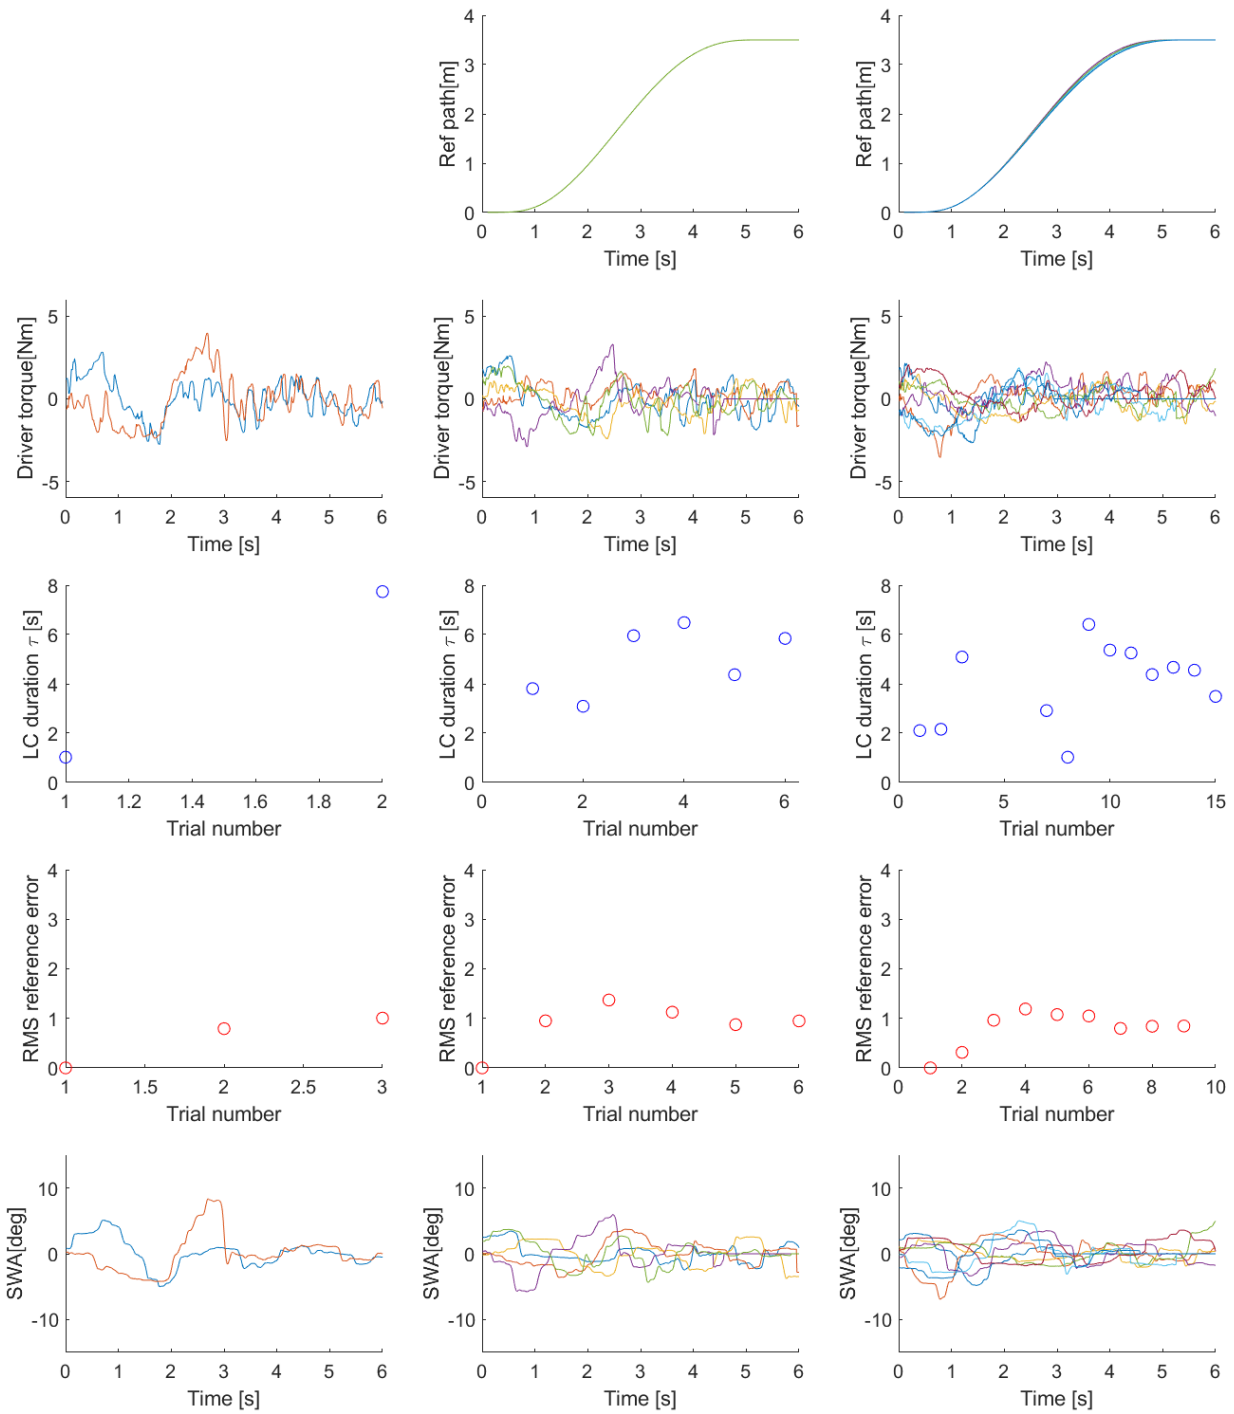 Ref path[m]
4
3
2
1
0
0 1 2 3 4 5 6
Time [s]
Ref path[m]
4
3
2
1
0
0 1 2 3 4 5 6
Time [s]
Driver torque[Nm]
5
0
-5
0 1 2 3 4 5 6
Time [s]
Driver torque[Nm]
5
0
-5
0 1 2 3 4 5 6
Time [s]
Driver torque[Nm]
5
0
-5
0 1 2 3 4 5 6
Time [s]
LC duration τ [s]
8
6
4
2
0
1 1.2 1.4 1.6 1.8 2
Trial number
LC duration τ [s]
8
6
4
2
0
0 2 4 6
Trial number
LC duration τ [s]
8
6
4
2
0
0 5 10 15
Trial number
RMS reference error
4
3
2
1
0
1 1.5 2 2.5 3
Trial number
RMS reference error
4
3
2
1
0
1 2 3 4 5 6
Trial number
RMS reference error
4
3
2
1
0
0 2 4 6 8 10
Trial number
SWA[deg]
10
0
-10
0 1 2 3 4 5 6
Time [s]
SWA[deg]
10
0
-10
0 1 2 3 4 5 6
Time [s]
SWA[deg]
10
0
-10
0 1 2 3 4 5 6
Time [s]